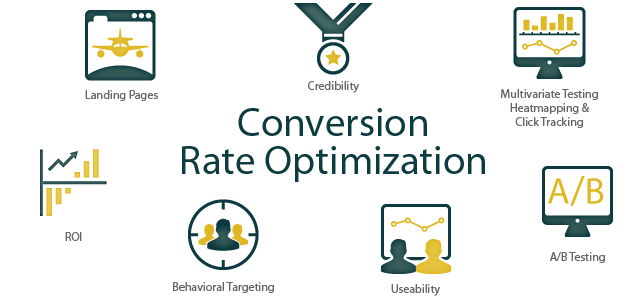 Landing Pages
Credibility
Multivariate Testing
Heatmapping &
Click Tracking
Conversion
Rate Optimization
ROI
A/B
A/B Testing
Behavioral Targeting
Useability